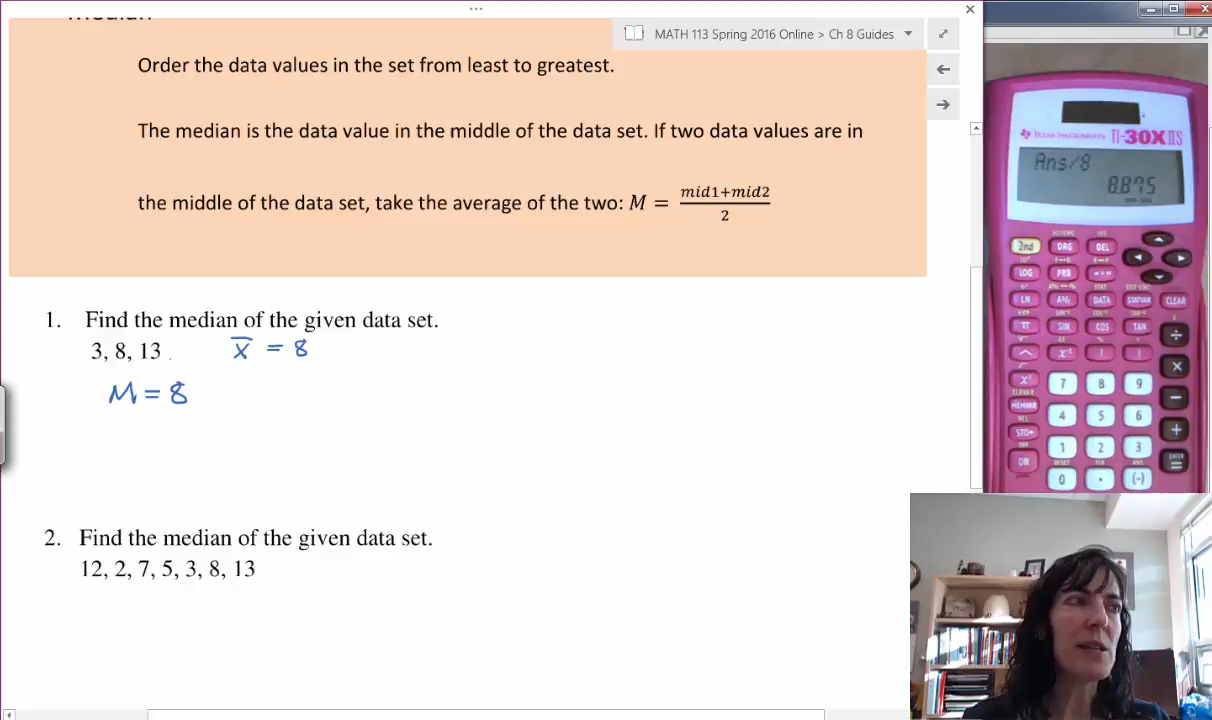 Median
MATH 113 Spring 2016 Online > Ch 8 Guides
Order the data values in the set from least to greatest.
The median is the data value in the middle of the data set. If two data values are in
the middle of the data set, take the average of the two: M = mid1+mid2 / 2
1. Find the median of the given data set.
3, 8, 13
x̅ = 8
M = 8
2. Find the median of the given data set.
12, 2, 7, 5, 3, 8, 13
TEXAS INSTRUMENTS TI-30X IIS
Ans/8
8.875
2nd DRG DEL
LOG PRB
LN DATA STATVAR CLEAR
π SIN COS TAN ÷
^ ( ) ×
x² 7 8 9 −
MEMVAR 4 5 6 +
STO▸ 1 2 3 ENTER =
ON 0 . (-)